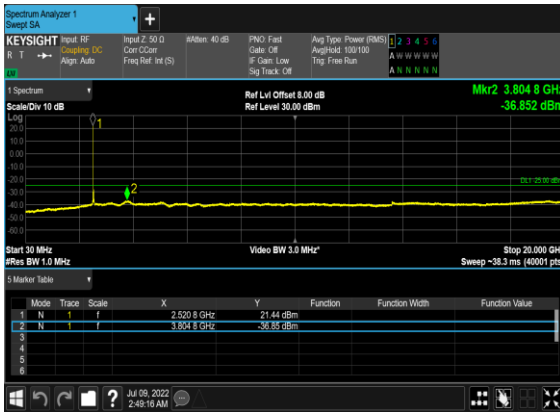 Spectrum Analyzer 1
Swept SA
+
KEYSIGHT Input: RF Input Z: 50 Ω #Atten: 40 dB PNO: Fast Avg Type: Power (RMS) 1 2 3 4 5 6
R T Coupling: DC Corr CCorr Gate: Off Avg|Hold: 100/100 A W W W W W
Align: Auto Freq Ref: Int (S) IF Gain: Low Trig: Free Run
Sig Track: Off A N N N N N
1 Spectrum Ref Lvl Offset 8.00 dB Mkr2 3.804 8 GHz
Scale/Div 10 dB Ref Level 30.00 dBm -36.852 dBm
Log
1
20.0
10.0
0.00
-10.0
-20.0 DL1 -25.00 dBm
-30.0 2
-40.0
-50.0
-60.0
Start 30 MHz Video BW 3.0 MHz* Stop 20.000 GHz
#Res BW 1.0 MHz Sweep ~38.3 ms (40001 pts)
5 Marker Table
Mode Trace Scale X Y Function Function Width Function Value
1 N 1 f 2.520 8 GHz 21.44 dBm
2 N 1 f 3.804 8 GHz -36.85 dBm
3
4
5
6
? Jul 09, 2022
2:49:16 AM